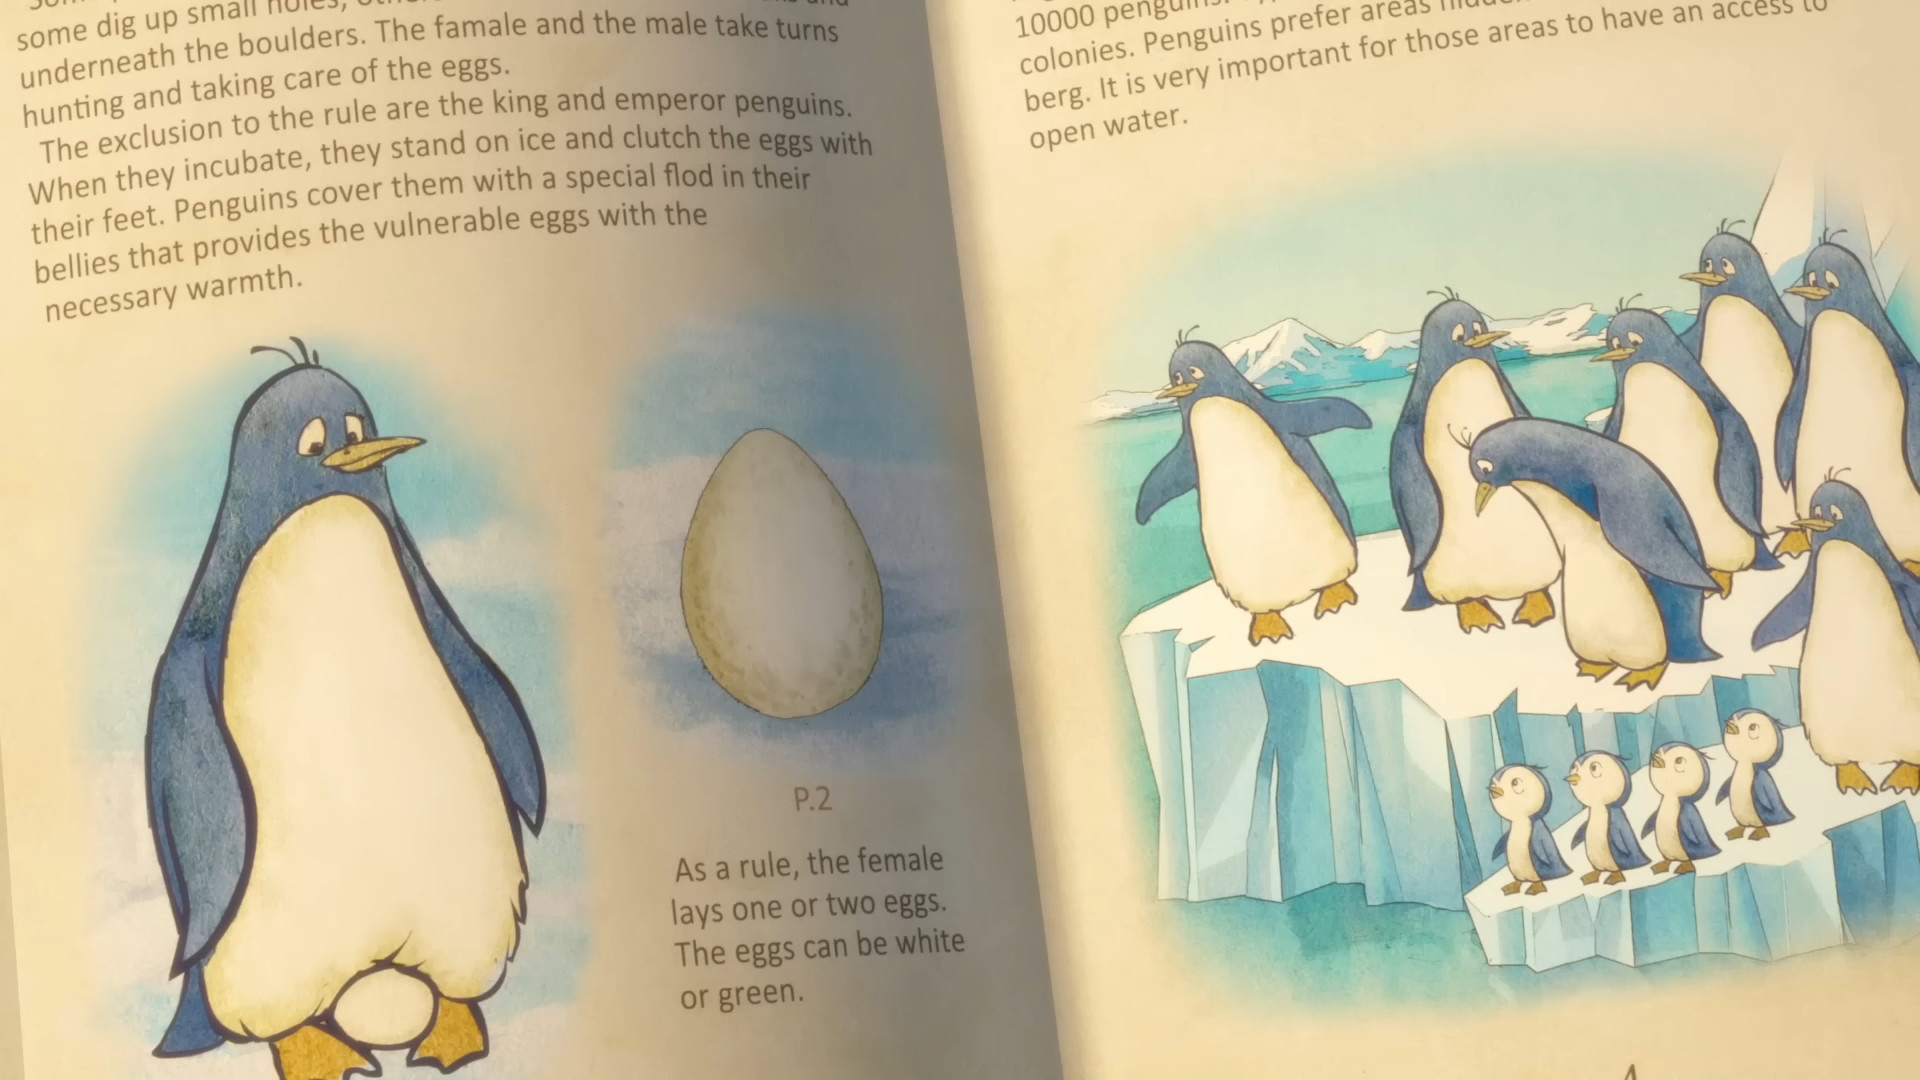 some dig up small holes,
underneath the boulders. The famale and the male take turns
hunting and taking care of the eggs.
The exclusion to the rule are the king and emperor penguins.
When they incubate, they stand on ice and clutch the eggs with
their feet. Penguins cover them with a special flod in their
bellies that provides the vulnerable eggs with the
necessary warmth.
P.2
As a rule, the female
lays one or two eggs.
The eggs can be white
or green.
10000 penguins.
colonies. Penguins prefer areas
berg. It is very important for those areas to have an access to
open water.